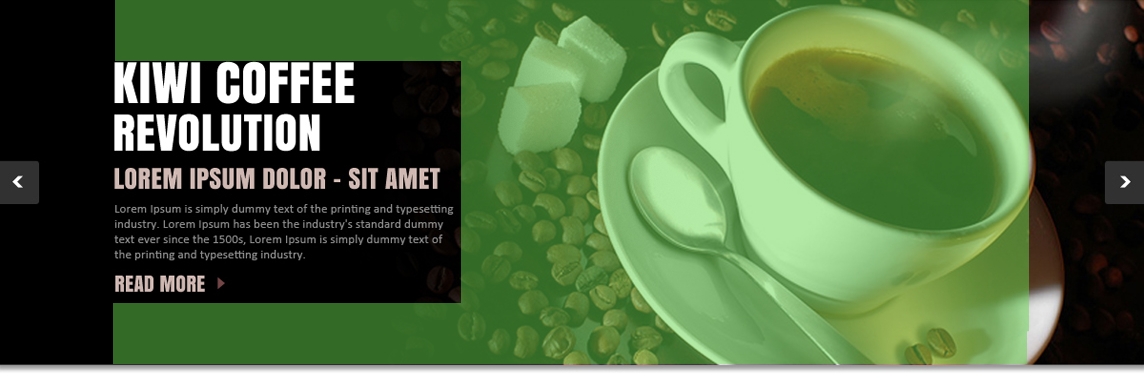 KIWI COFFEE
REVOLUTION
LOREM IPSUM DOLOR - SIT AMET
Lorem Ipsum is simply dummy text of the printing and typesetting
industry. Lorem Ipsum has been the industry's standard dummy
text ever since the 1500s, Lorem Ipsum is simply dummy text of
the printing and typesetting industry.
READ MORE